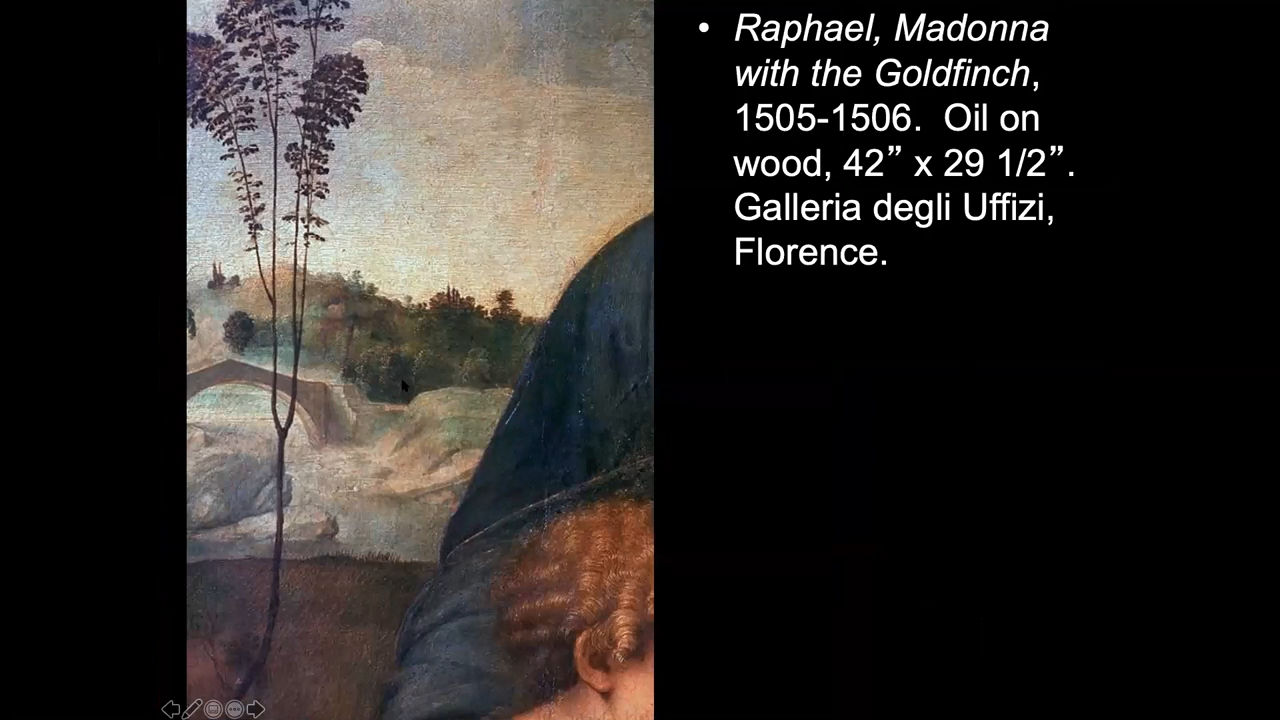 • Raphael, Madonna
with the Goldfinch,
1505-1506.  Oil on
wood, 42” x 29 1/2”.
Galleria degli Uffizi,
Florence.